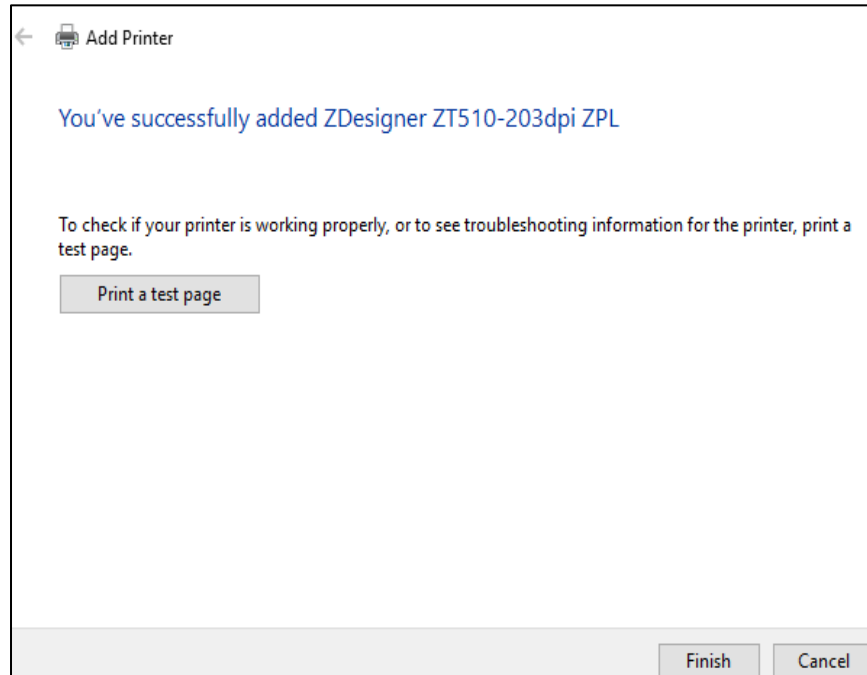 Add Printer
You've successfully added ZDesigner ZT510-203dpi ZPL
To check if your printer is working properly, or to see troubleshooting information for the printer, print a
test page.
Print a test page
Finish Cancel